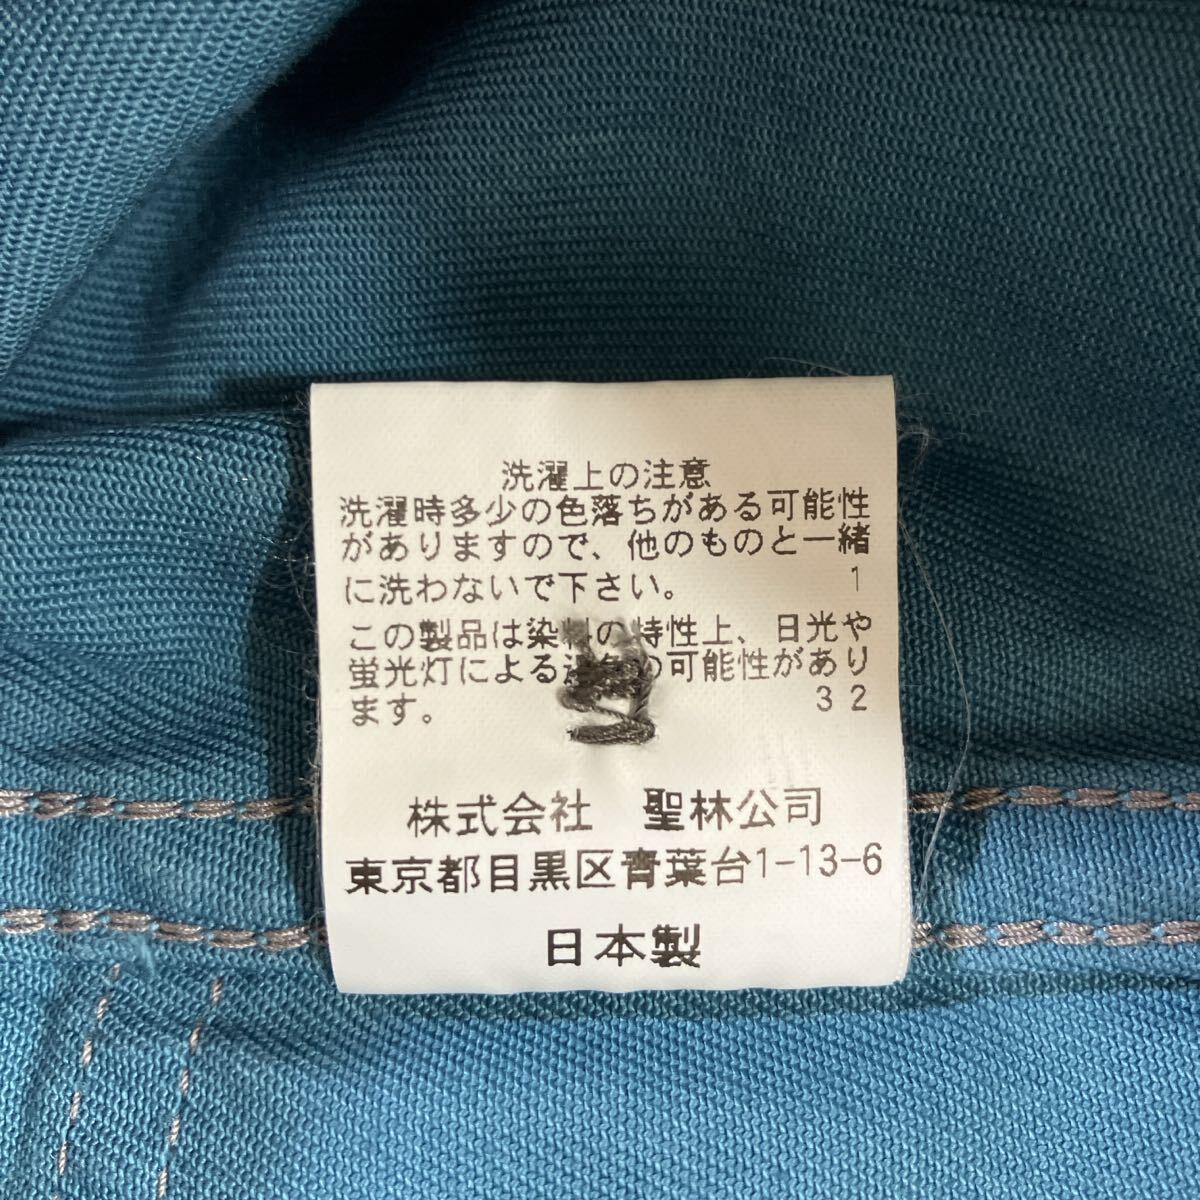 洗濯上の注意
洗濯時多少の色落ちがある可能性
がありますので、他のものと一緒
に洗わないで下さい。 1
この製品は染料の特性上、日光や
蛍光灯による の可能性があり
ます。 32
株式会社 聖林公司
東京都目黒区青葉台1-13-6
日本製